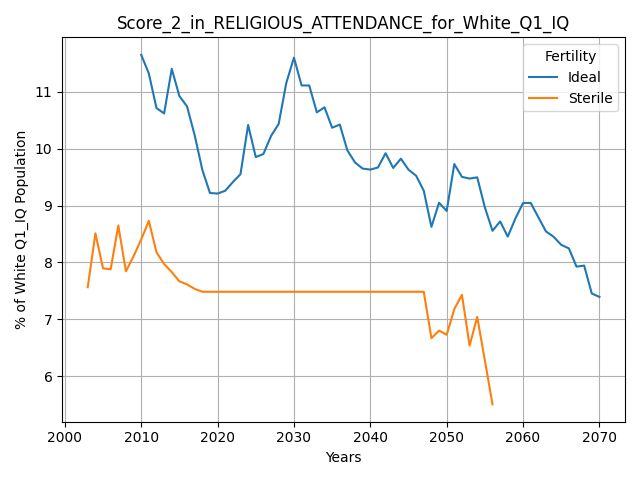 Score_2_in_RELIGIOUS_ATTENDANCE_for_White_Q1_IQ
Fertility
Ideal
Sterile
% of White Q1_IQ Population
11
10
9
8
7
6
2000 2010 2020 2030 2040 2050 2060 2070
Years